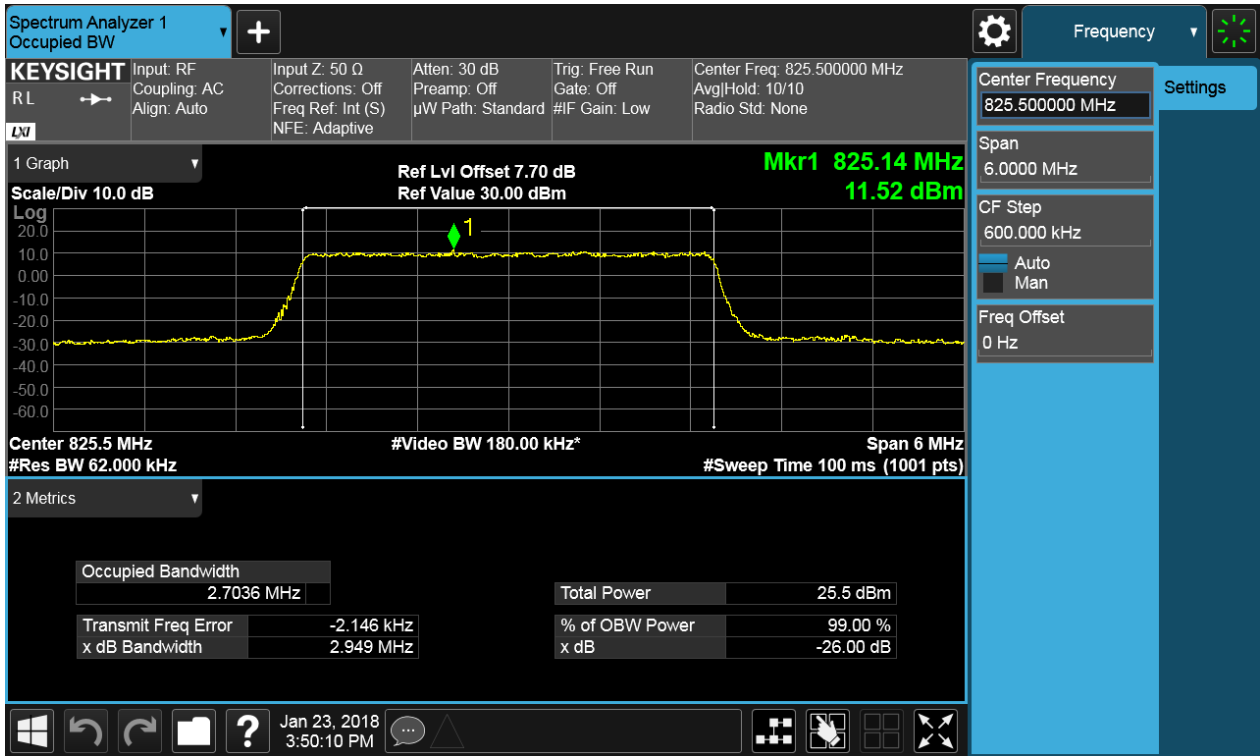 Spectrum Analyzer 1
Occupied BW
+
Frequency
KEYSIGHT
R L
LXI
Input: RF
Coupling: AC
Align: Auto
Input Z: 50 Ω
Corrections: Off
Freq Ref: Int (S)
NFE: Adaptive
Atten: 30 dB
Preamp: Off
µW Path: Standard
Trig: Free Run
Gate: Off
#IF Gain: Low
Center Freq: 825.500000 MHz
Avg|Hold: 10/10
Radio Std: None
Center Frequency
825.500000 MHz
Settings
Span
6.0000 MHz
CF Step
600.000 kHz
Auto
Man
Freq Offset
0 Hz
1 Graph
Ref Lvl Offset 7.70 dB
Mkr1 825.14 MHz
Scale/Div 10.0 dB
Ref Value 30.00 dBm
11.52 dBm
Log
1
20.0
10.0
0.00
-10.0
-20.0
-30.0
-40.0
-50.0
-60.0
Center 825.5 MHz
#Video BW 180.00 kHz*
Span 6 MHz
#Res BW 62.000 kHz
#Sweep Time 100 ms (1001 pts)
2 Metrics
Occupied Bandwidth
2.7036 MHz
Total Power 25.5 dBm
Transmit Freq Error -2.146 kHz
% of OBW Power 99.00 %
x dB Bandwidth 2.949 MHz
x dB -26.00 dB
?
Jan 23, 2018
3:50:10 PM